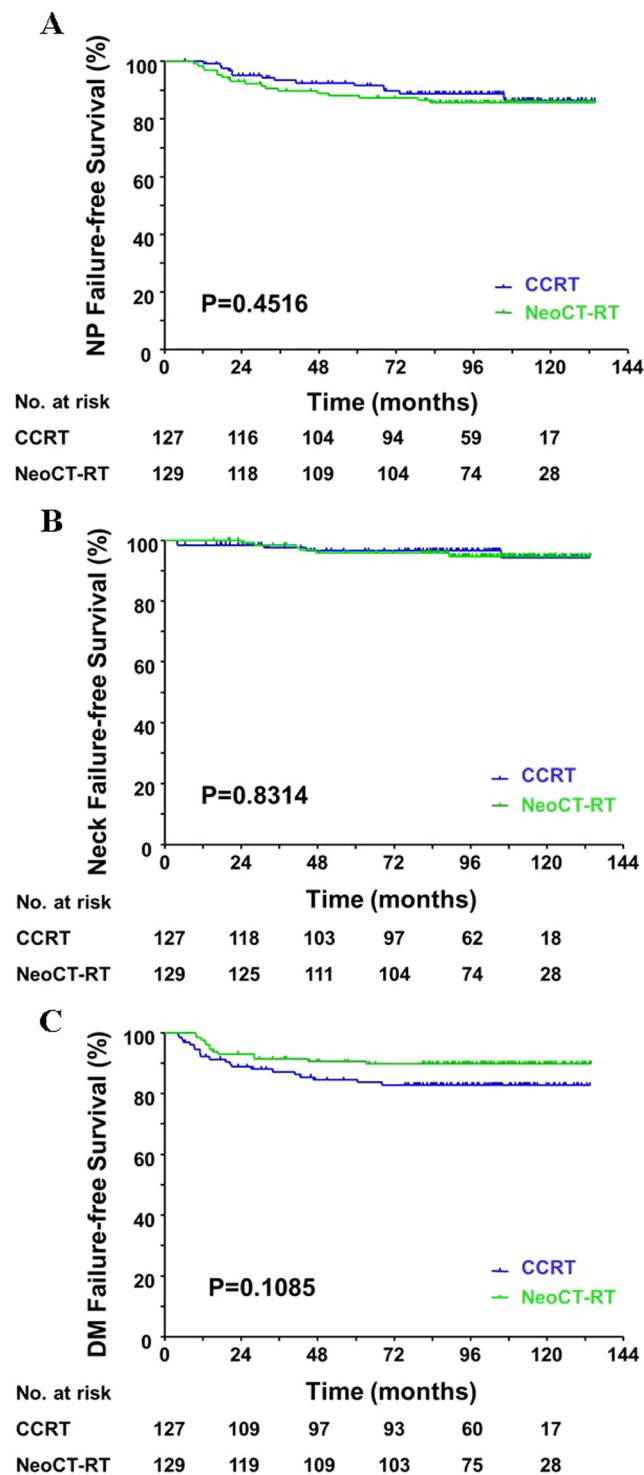 A
NP Failure-free Survival (%)
100
80
60
40
20
0
CCRT
NeoCT-RT
P=0.4516
0 24 48 72 96 120 144
No. at risk Time (months)
CCRT 127 116 104 94 59 17
NeoCT-RT 129 118 109 104 74 28
B
Neck Failure-free Survival (%)
100
80
60
40
20
0
CCRT
NeoCT-RT
P=0.8314
0 24 48 72 96 120 144
No. at risk Time (months)
CCRT 127 118 103 97 62 18
NeoCT-RT 129 125 111 104 74 28
C
DM Failure-free Survival (%)
100
80
60
40
20
0
CCRT
NeoCT-RT
P=0.1085
0 24 48 72 96 120 144
No. at risk Time (months)
CCRT 127 109 97 93 60 17
NeoCT-RT 129 119 109 103 75 28